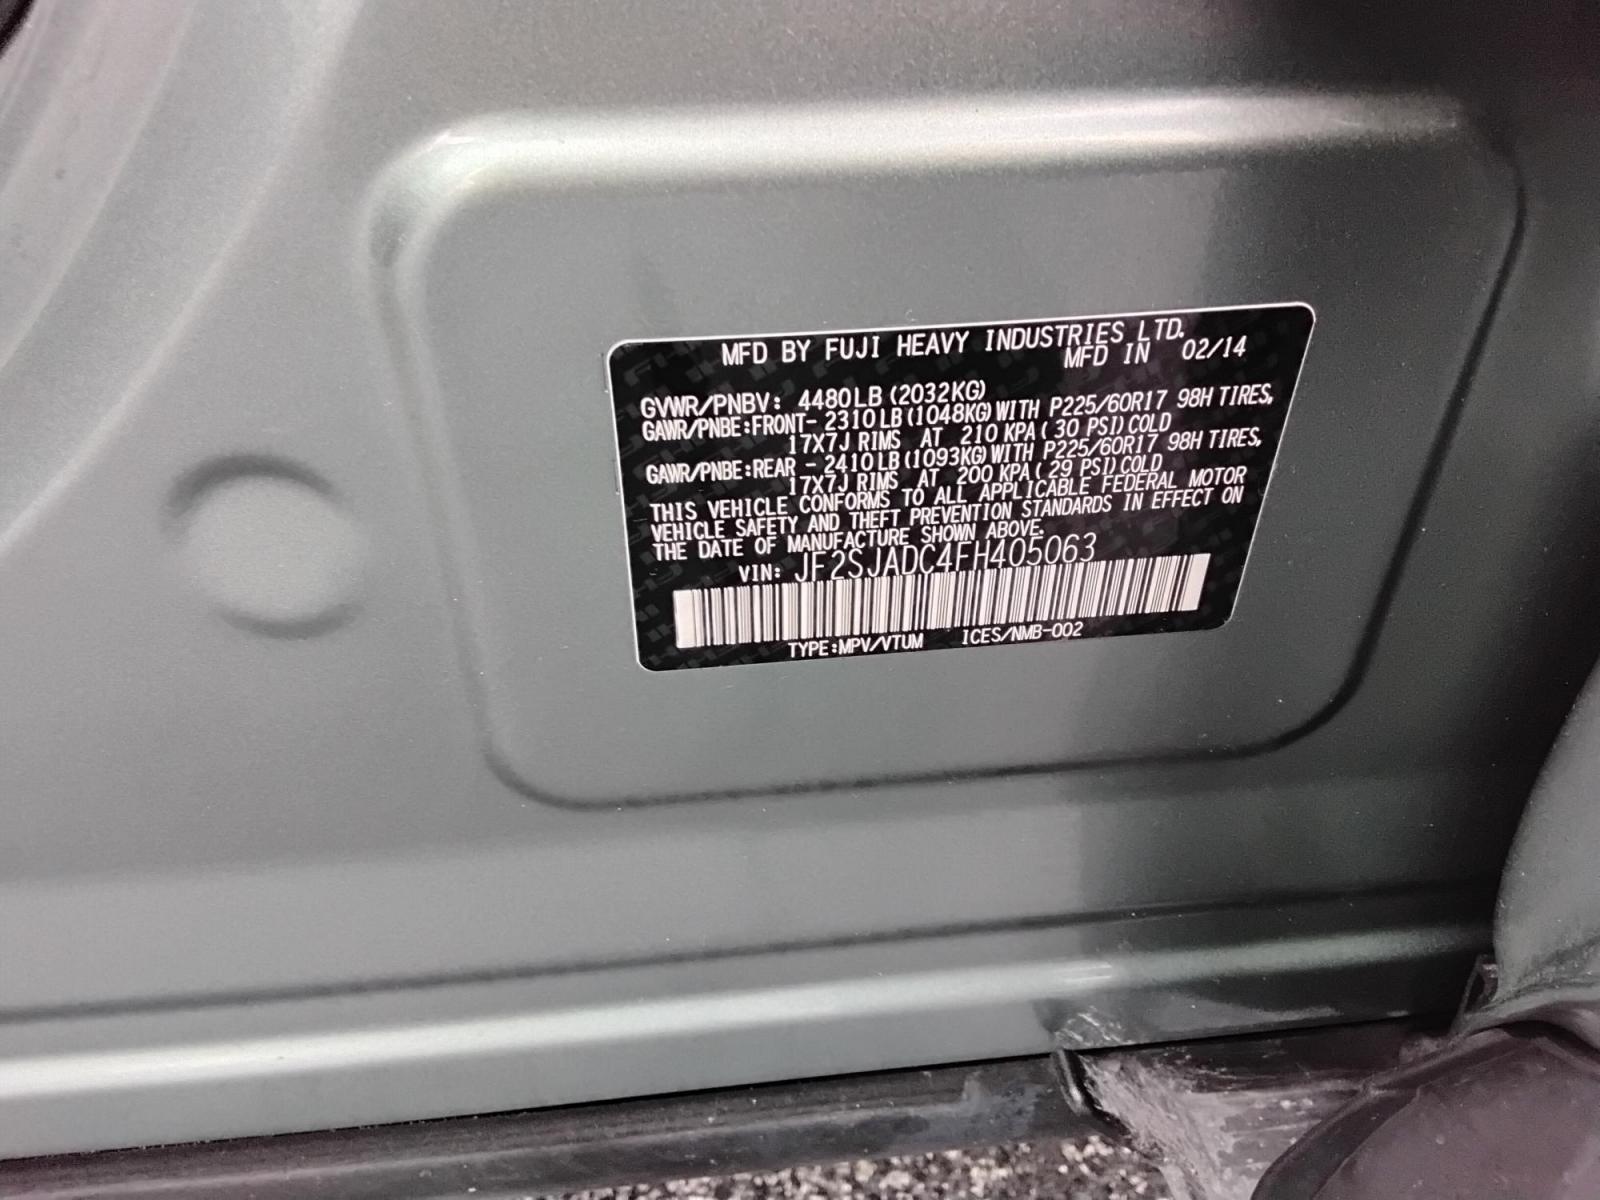 MFD BY FUJI HEAVY INDUSTRIES LTD.
MFD IN 02/14
GVWR/PNBV: 4480LB (2032KG)
GAWR/PNBE:FRONT- 2310LB (1048KG)WITH P225/60R17 98H TIRES,
17X7J RIMS AT 210 KPA( 30 PSI)COLD
GAWR/PNBE:REAR - 2410LB (1093KG)WITH P225/60R17 98H TIRES,
17X7J RIMS AT 200 KPA( 29 PSI)COLD
THIS VEHICLE CONFORMS TO ALL APPLICABLE FEDERAL MOTOR
VEHICLE SAFETY AND THEFT PREVENTION STANDARDS IN EFFECT ON
THE DATE OF MANUFACTURE SHOWN ABOVE.
VIN: JF2SJADC4FH405063
TYPE:MPV/VTUM ICES/NMB-002